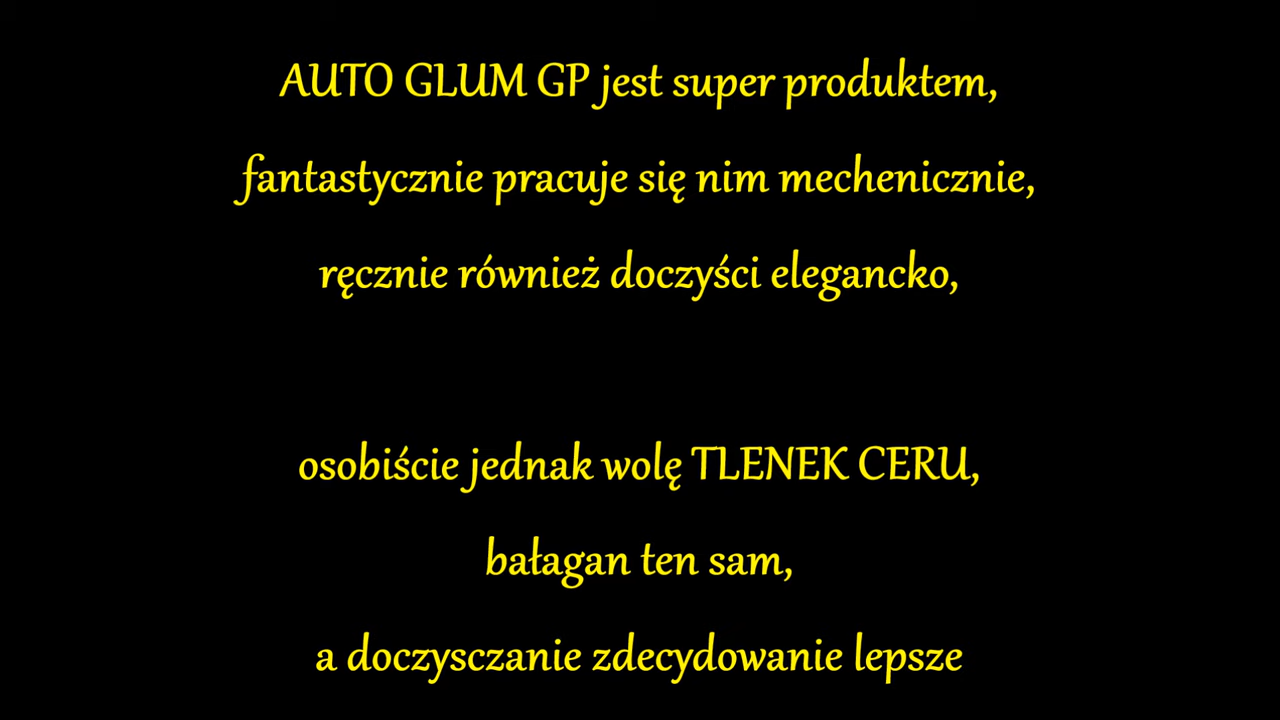 AUTO GLUM GP jest super produktem,
fantastycznie pracuje się nim mechenicznie,
ręcznie również doczyści elegancko,
osobiście jednak wolę TLENEK CERU,
bałagan ten sam,
a doczysczanie zdecydowanie lepsze